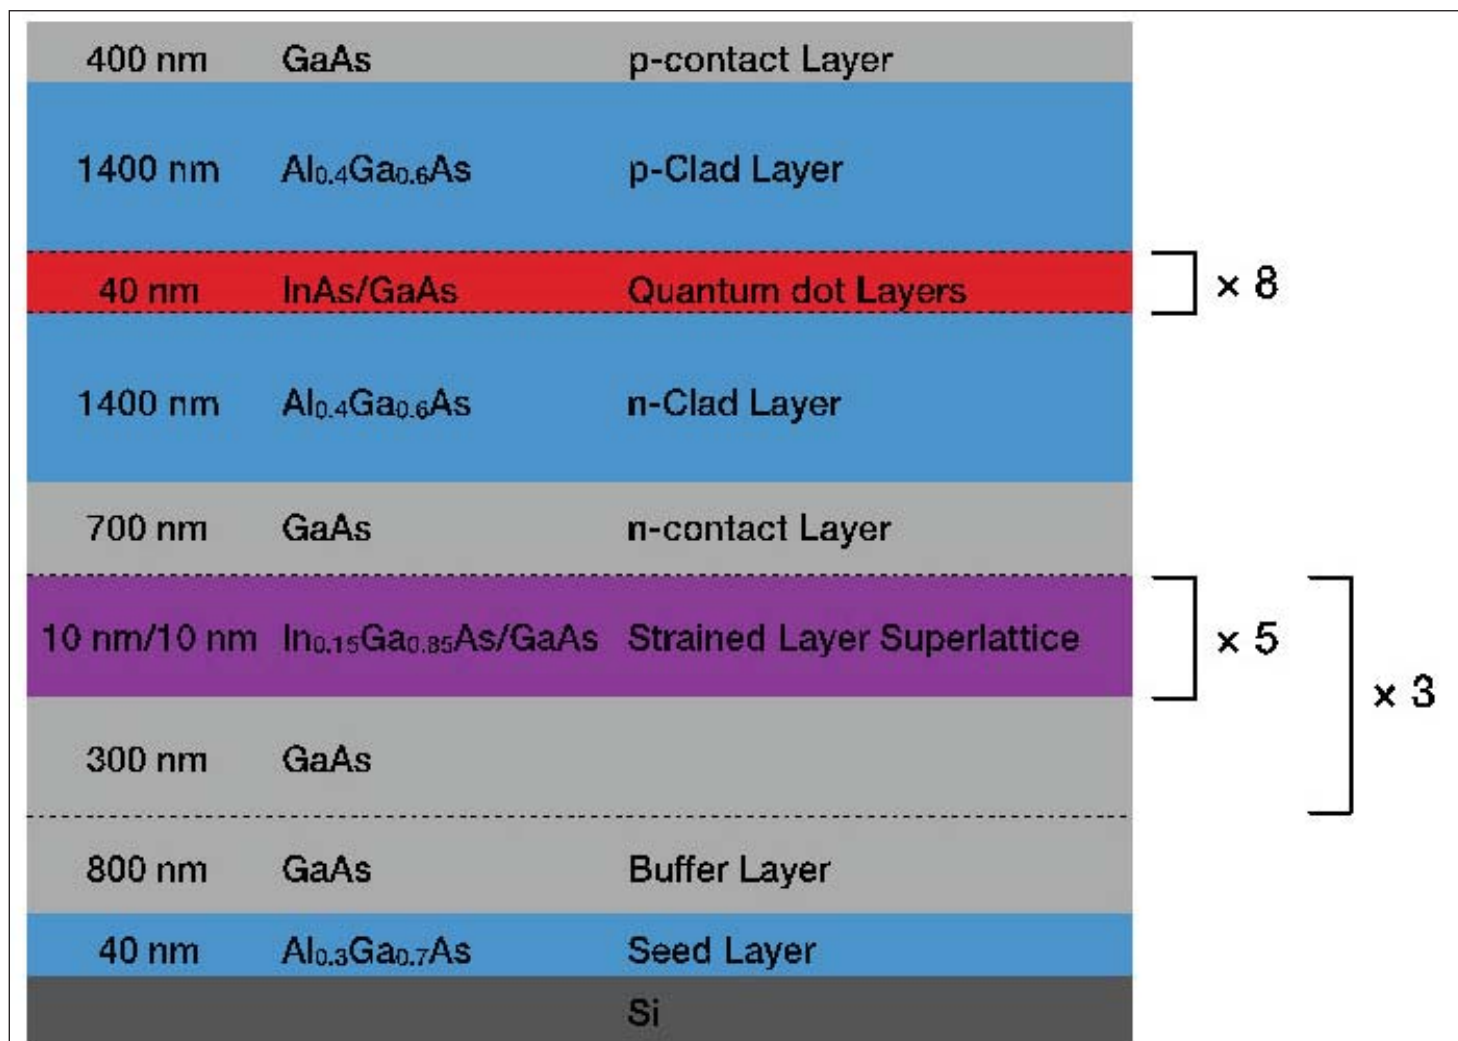 400 nm GaAs p-contact Layer
1400 nm Al0.4Ga0.6As p-Clad Layer
40 nm InAs/GaAs Quantum dot Layers × 8
1400 nm Al0.4Ga0.6As n-Clad Layer
700 nm GaAs n-contact Layer
10 nm/10 nm In0.15Ga0.85As/GaAs Strained Layer Superlattice × 5
× 3
300 nm GaAs
800 nm GaAs Buffer Layer
40 nm Al0.3Ga0.7As Seed Layer
Si